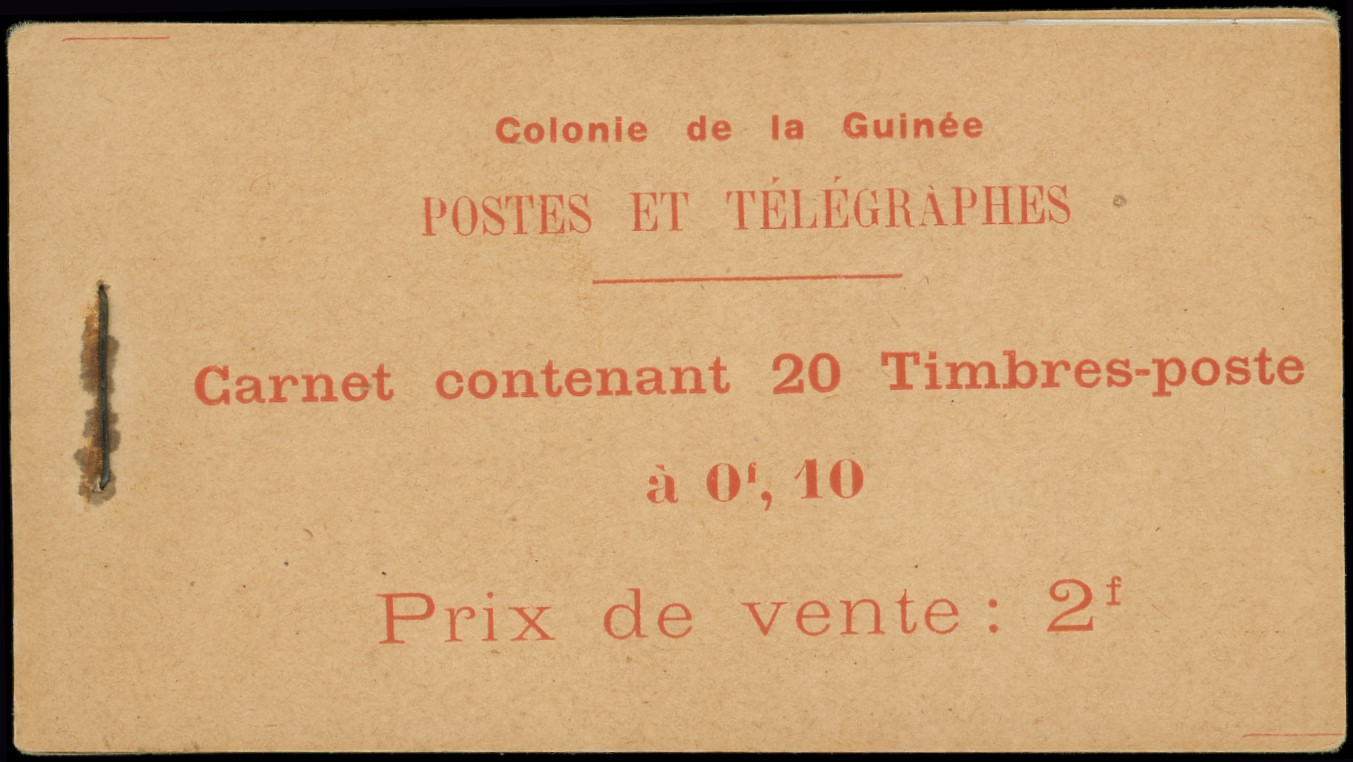 Colonie de la Guinée
POSTES ET TÉLÉGRÀPHES
Carnet contenant 20 Timbres-poste
à 0f, 10
Prix de vente : 2f